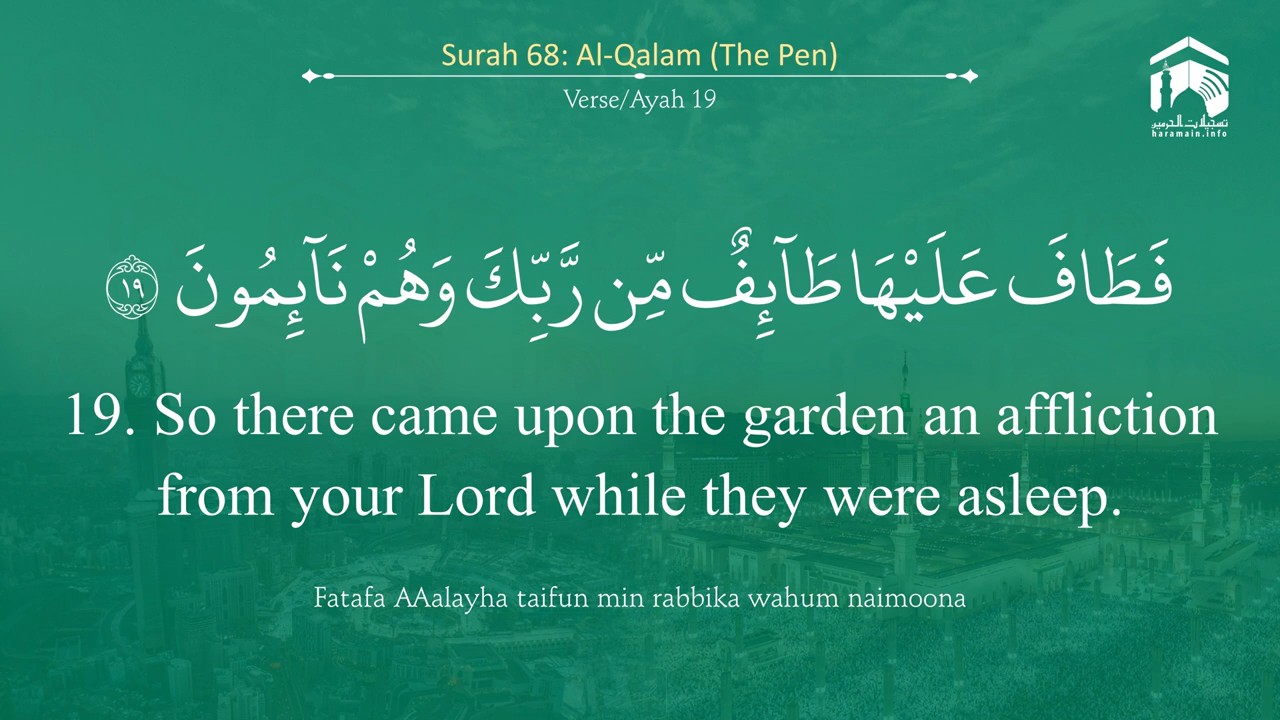 Surah 68: Al-Qalam (The Pen)
Verse/Ayah 19
تسجيلات الحرمين
haramain.info
فَطَافَ عَلَيْهَا طَآئِفٌ مِّن رَّبِّكَ وَهُمْ نَآئِمُونَ ١٩
19. So there came upon the garden an affliction
from your Lord while they were asleep.
Fatafa AAalayha taifun min rabbika wahum naimoona